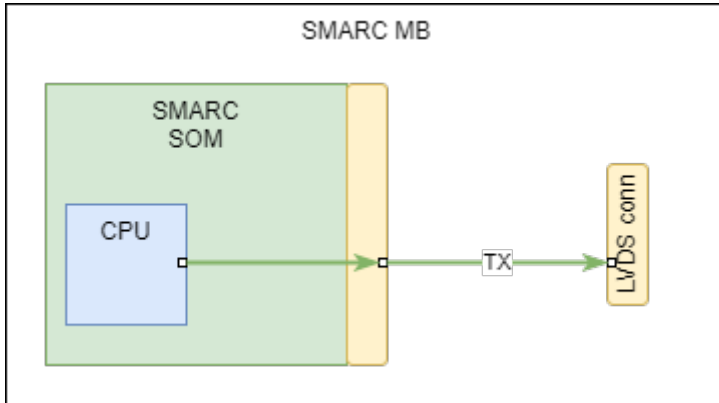 SMARC MB
SMARC
SOM
CPU
TX
LVDS conn